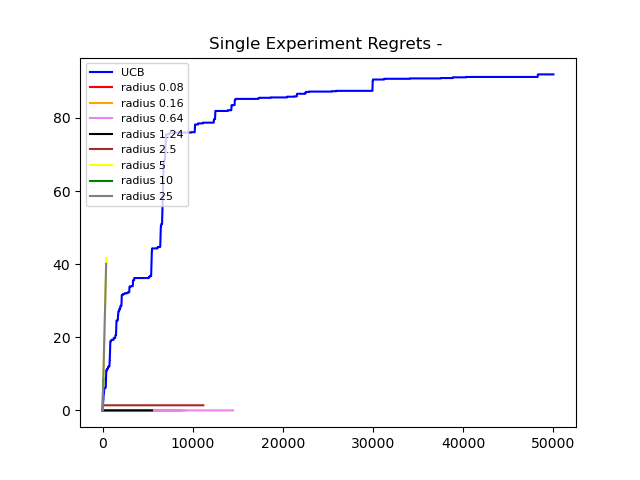 Single Experiment Regrets -
UCB
radius 0.08
radius 0.16
radius 0.64
radius 1.24
radius 2.5
radius 5
radius 10
radius 25
80
60
40
20
0
0 10000 20000 30000 40000 50000